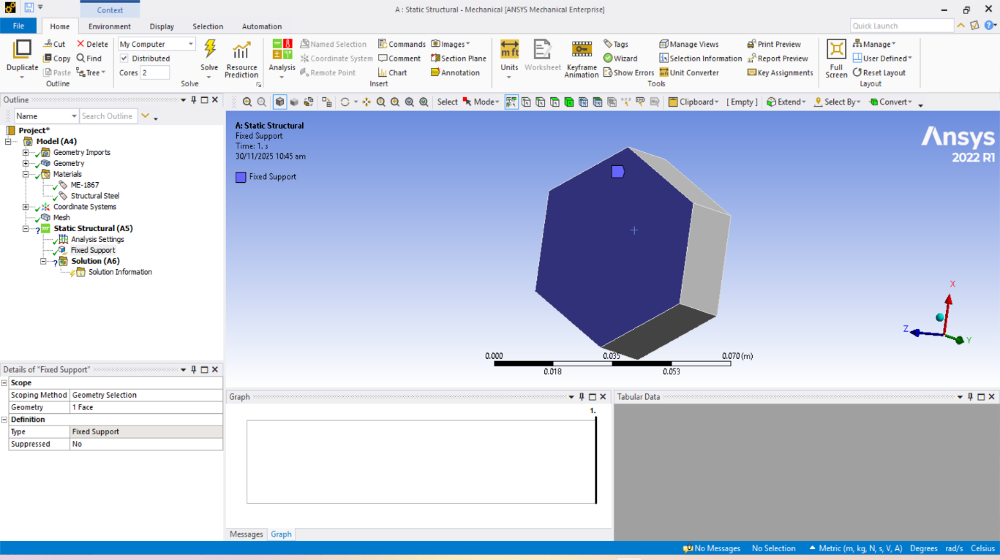 Context
A : Static Structural - Mechanical [ANSYS Mechanical Enterprise]
File Home Environment Display Selection Automation
Quick Launch
Duplicate
Cut
Copy
Paste
Delete
Find
Tree
Outline
My Computer
Distributed
Cores 2
Solve
Resource Prediction
Solve
Analysis
Named Selection
Coordinate System
Remote Point
Commands
Comment
Chart
Images
Section Plane
Annotation
Insert
Units
Worksheet
Keyframe Animation
Tags
Wizard
Show Errors
Manage Views
Selection Information
Unit Converter
Print Preview
Report Preview
Key Assignments
Tools
Full Screen
Manage
User Defined
Reset Layout
Layout
Outline
Name
Search Outline
Select Mode Clipboard [ Empty ] Extend Select By Convert
Project*
Model (A4)
Geometry Imports
Geometry
Materials
ME-1867
Structural Steel
Coordinate Systems
Mesh
Static Structural (A5)
Analysis Settings
Fixed Support
Solution (A6)
Solution Information
A: Static Structural
Fixed Support
Time: 1. s
30/11/2025 10:45 am
Fixed Support
Ansys
2022 R1
X
Z
Y
0.000 0.035 0.070 (m)
0.018 0.053
Details of "Fixed Support"
Scope
Scoping Method Geometry Selection
Geometry 1 Face
Definition
Type Fixed Support
Suppressed No
Graph
1.
Messages Graph
Tabular Data
No Messages No Selection Metric (m, kg, N, s, V, A) Degrees rad/s Celsius